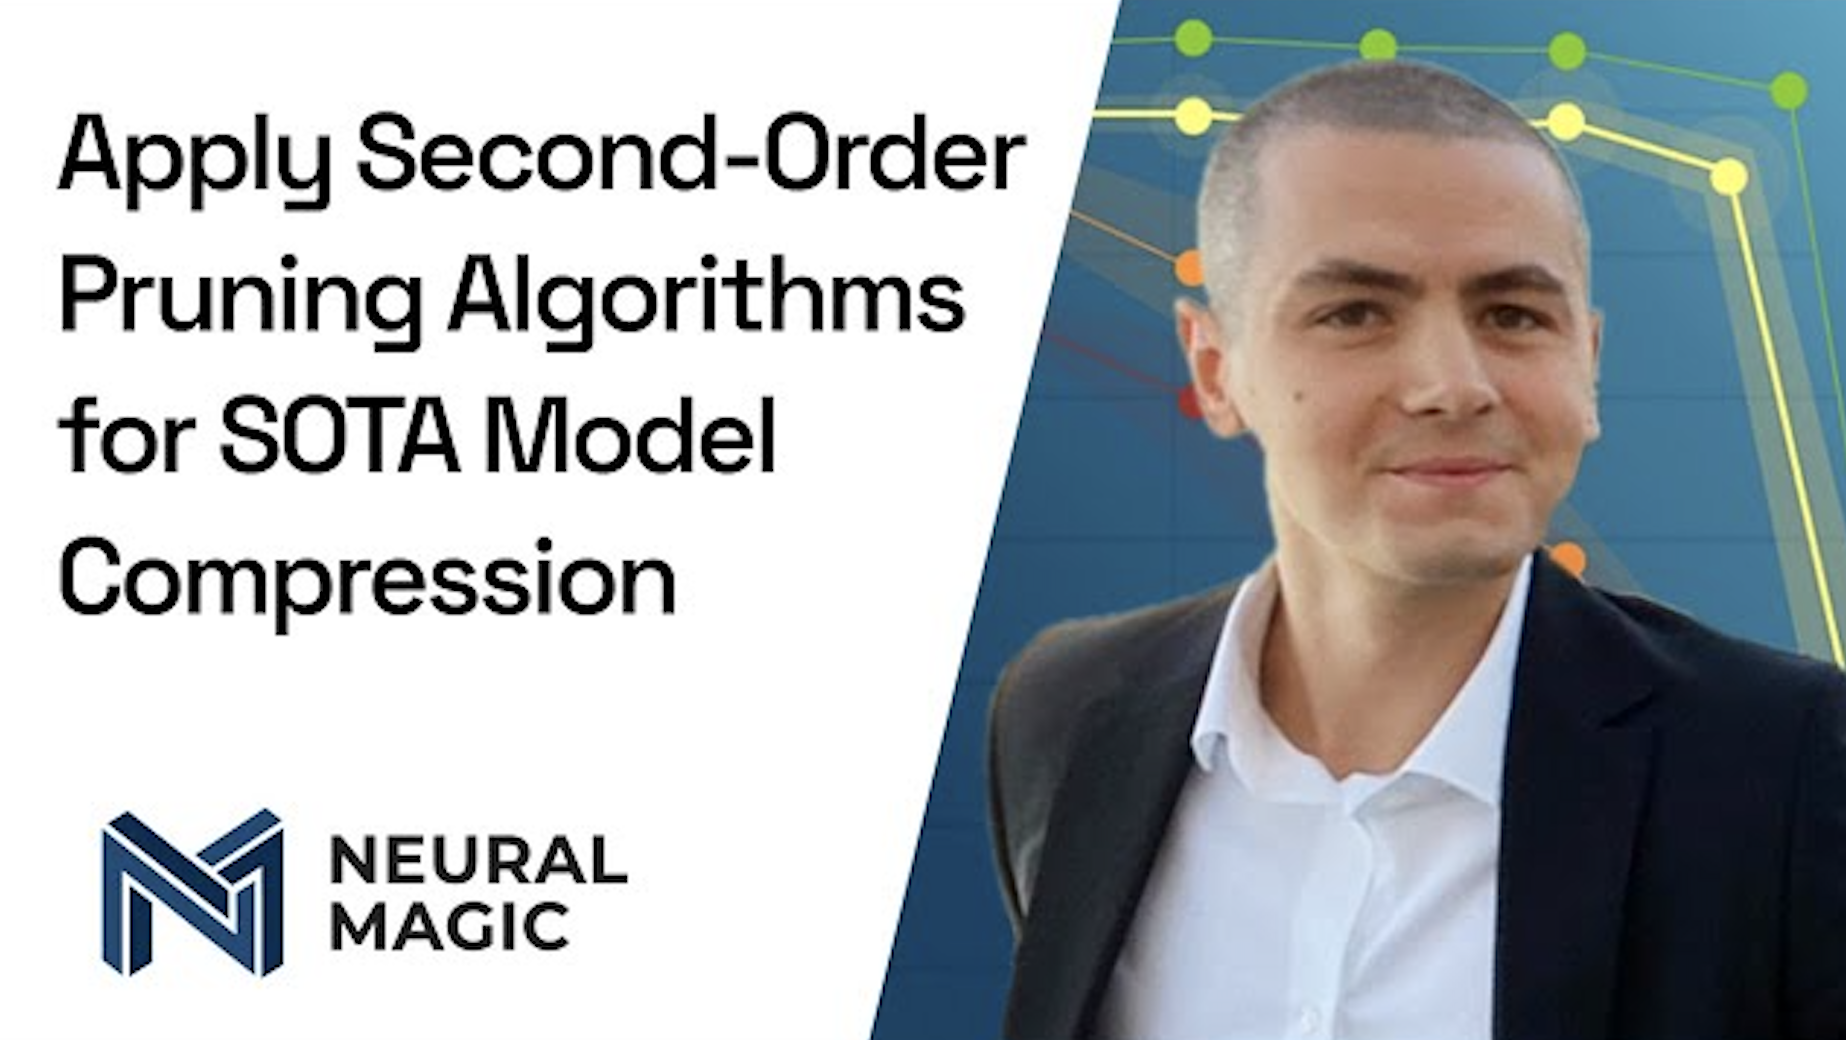 Apply Second-Order
Pruning Algorithms
for SOTA Model
Compression
NEURAL
MAGIC